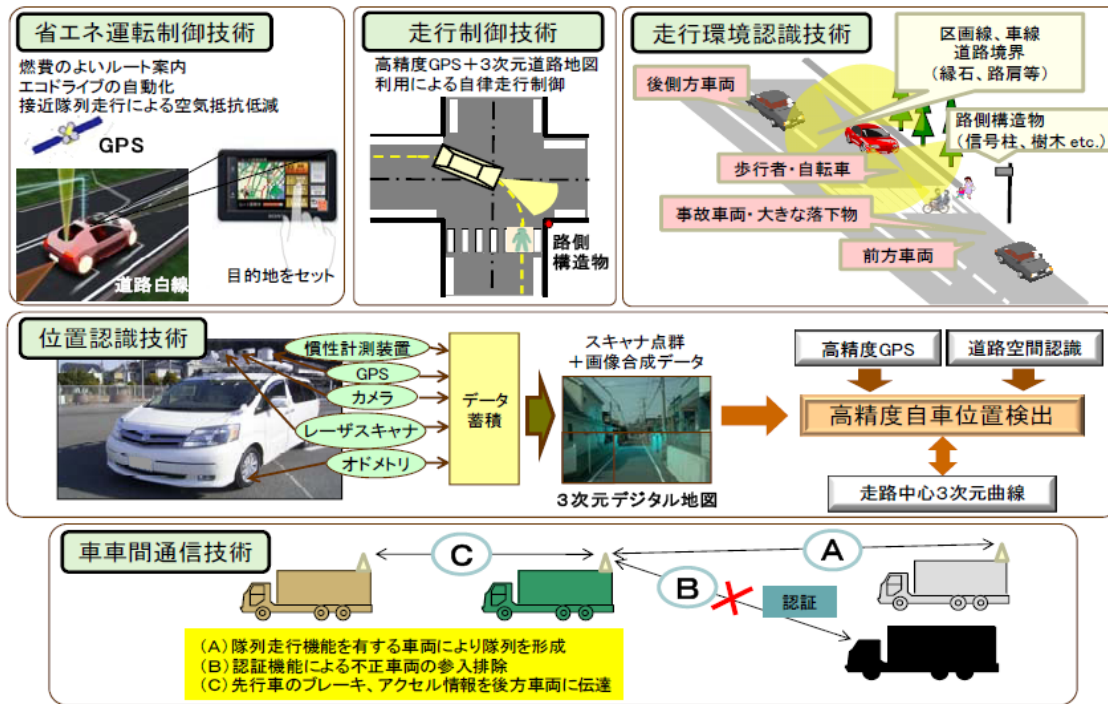 省エネ運転制御技術
燃費のよいルート案内
エコドライブの自動化
接近隊列走行による空気抵抗低減
GPS
道路白線
目的地をセット
走行制御技術
高精度GPS+3次元道路地図
利用による自律走行制御
路側
構造物
走行環境認識技術
区画線、車線
道路境界
(縁石、路肩等)
後側方車両
路側構造物
(信号柱、樹木 etc.)
歩行者・自転車
事故車両・大きな落下物
前方車両
位置認識技術
慣性計測装置
GPS
カメラ
レーザスキャナ
オドメトリ
データ
蓄積
スキャナ点群
+画像合成データ
3次元デジタル地図
高精度GPS
道路空間認識
高精度自車位置検出
走路中心3次元曲線
車車間通信技術
C
A
B
認証
(A)隊列走行機能を有する車両により隊列を形成
(B)認証機能による不正車両の参入排除
(C)先行車のブレーキ、アクセル情報を後方車両に伝達